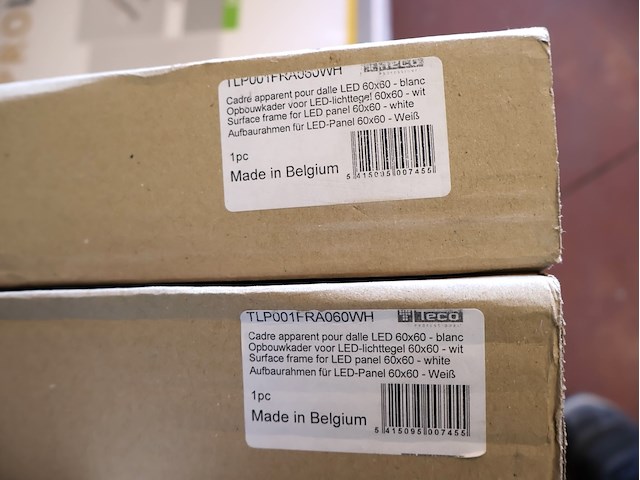 TLP001FRA060WH Teco
Cadre apparent pour dalle LED 60x60 - blanc
Opbouwkader voor LED-lichttegel 60x60 - wit
Surface frame for LED panel 60x60 - white
Aufbaurahmen für LED-Panel 60x60 - Weiß
1pc
Made in Belgium
5 415095 007455
TLP001FRA060WH Teco
Cadre apparent pour dalle LED 60x60 - blanc
Opbouwkader voor LED-lichttegel 60x60 - wit
Surface frame for LED panel 60x60 - white
Aufbaurahmen für LED-Panel 60x60 - Weiß
1pc
Made in Belgium
5 415095 007455